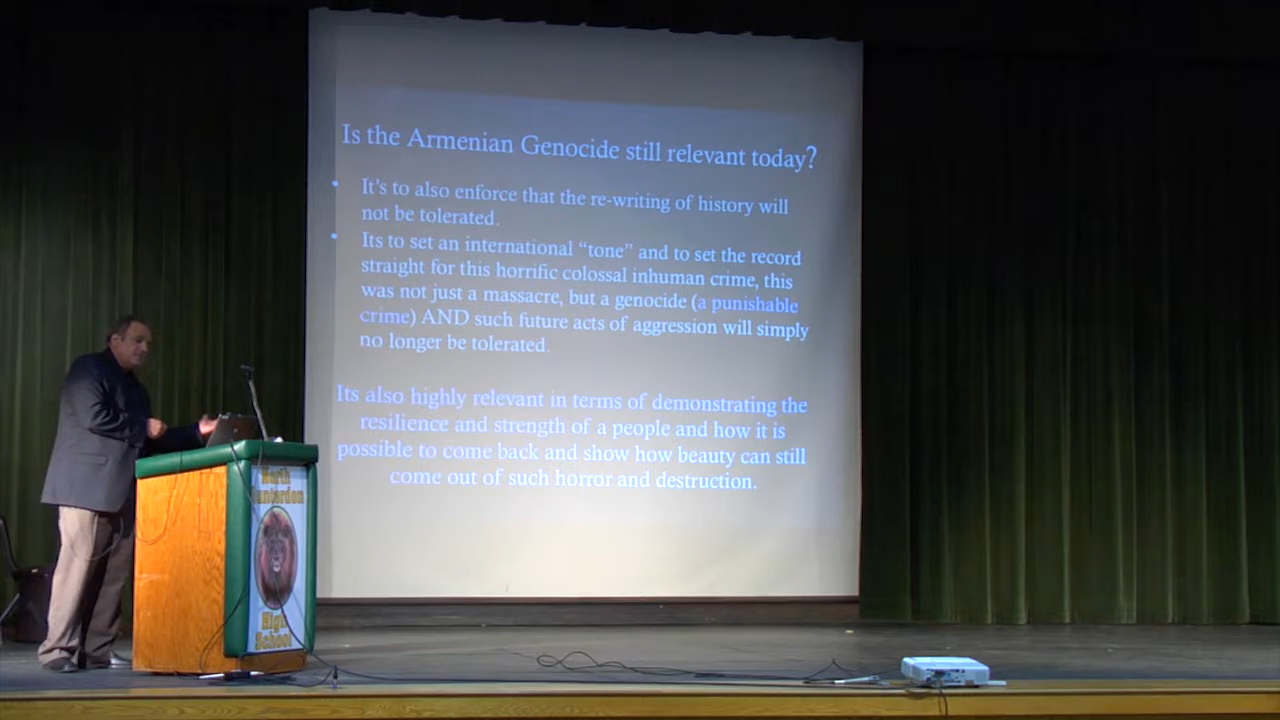 Is the Armenian Genocide still relevant today?
• It's to also enforce that the re-writing of history will
not be tolerated.
• Its to set an international “tone” and to set the record
straight for this horrific colossal inhuman crime, this
was not just a massacre, but a genocide (a punishable
crime) AND such future acts of aggression will simply
no longer be tolerated.
Its also highly relevant in terms of demonstrating the
resilience and strength of a people and how it is
possible to come back and show how beauty can still
come out of such horror and destruction.
North
Hunterdon
High
School